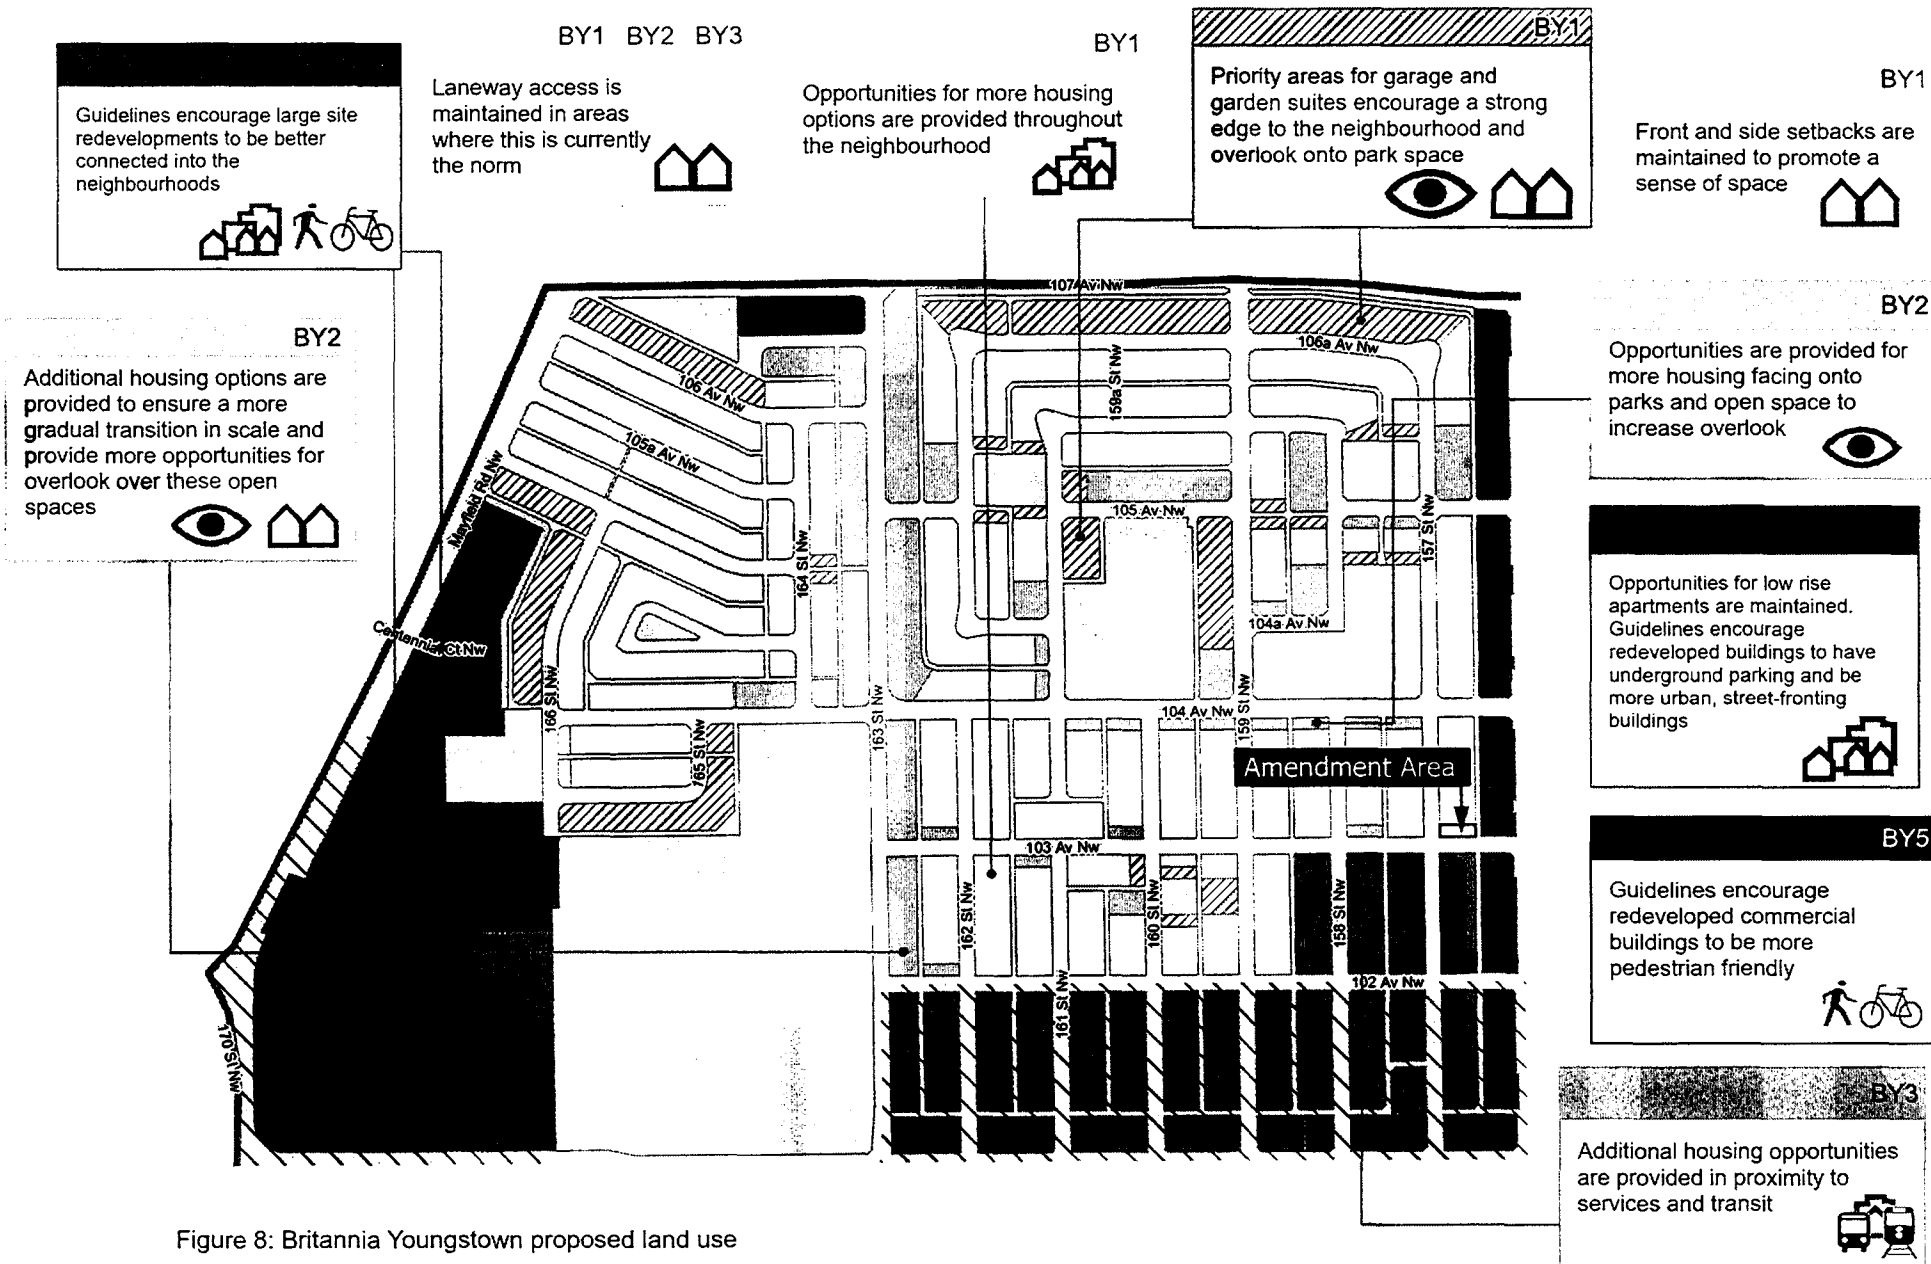 BY1 BY2 BY3
Laneway access is
maintained in areas
where this is currently
the norm
BY1
Opportunities for more housing
options are provided throughout
the neighbourhood
BY1
Priority areas for garage and
garden suites encourage a strong
edge to the neighbourhood and
overlook onto park space
BY1
Front and side setbacks are
maintained to promote a
sense of space
Guidelines encourage large site
redevelopments to be better
connected into the
neighbourhoods
BY2
Additional housing options are
provided to ensure a more
gradual transition in scale and
provide more opportunities for
overlook over these open
spaces
BY2
Opportunities are provided for
more housing facing onto
parks and open space to
increase overlook
Opportunities for low rise
apartments are maintained.
Guidelines encourage
redeveloped buildings to have
underground parking and be
more urban, street-fronting
buildings
BY5
Guidelines encourage
redeveloped commercial
buildings to be more
pedestrian friendly
BY3
Additional housing opportunities
are provided in proximity to
services and transit
107 Av Nw
106a Av Nw
159a St Nw
106 Av Nw
105a Av Nw
Mayfield Rd Nw
105 Av Nw
157 St Nw
164 St Nw
Centennial Ct Nw
104a Av Nw
166 St Nw
163 St Nw
104 Av Nw
159 St Nw
165 St Nw
Amendment Area
103 Av Nw
162 St Nw
160 St Nw
158 St Nw
102 Av Nw
161 St Nw
170 St Nw
Figure 8: Britannia Youngstown proposed land use